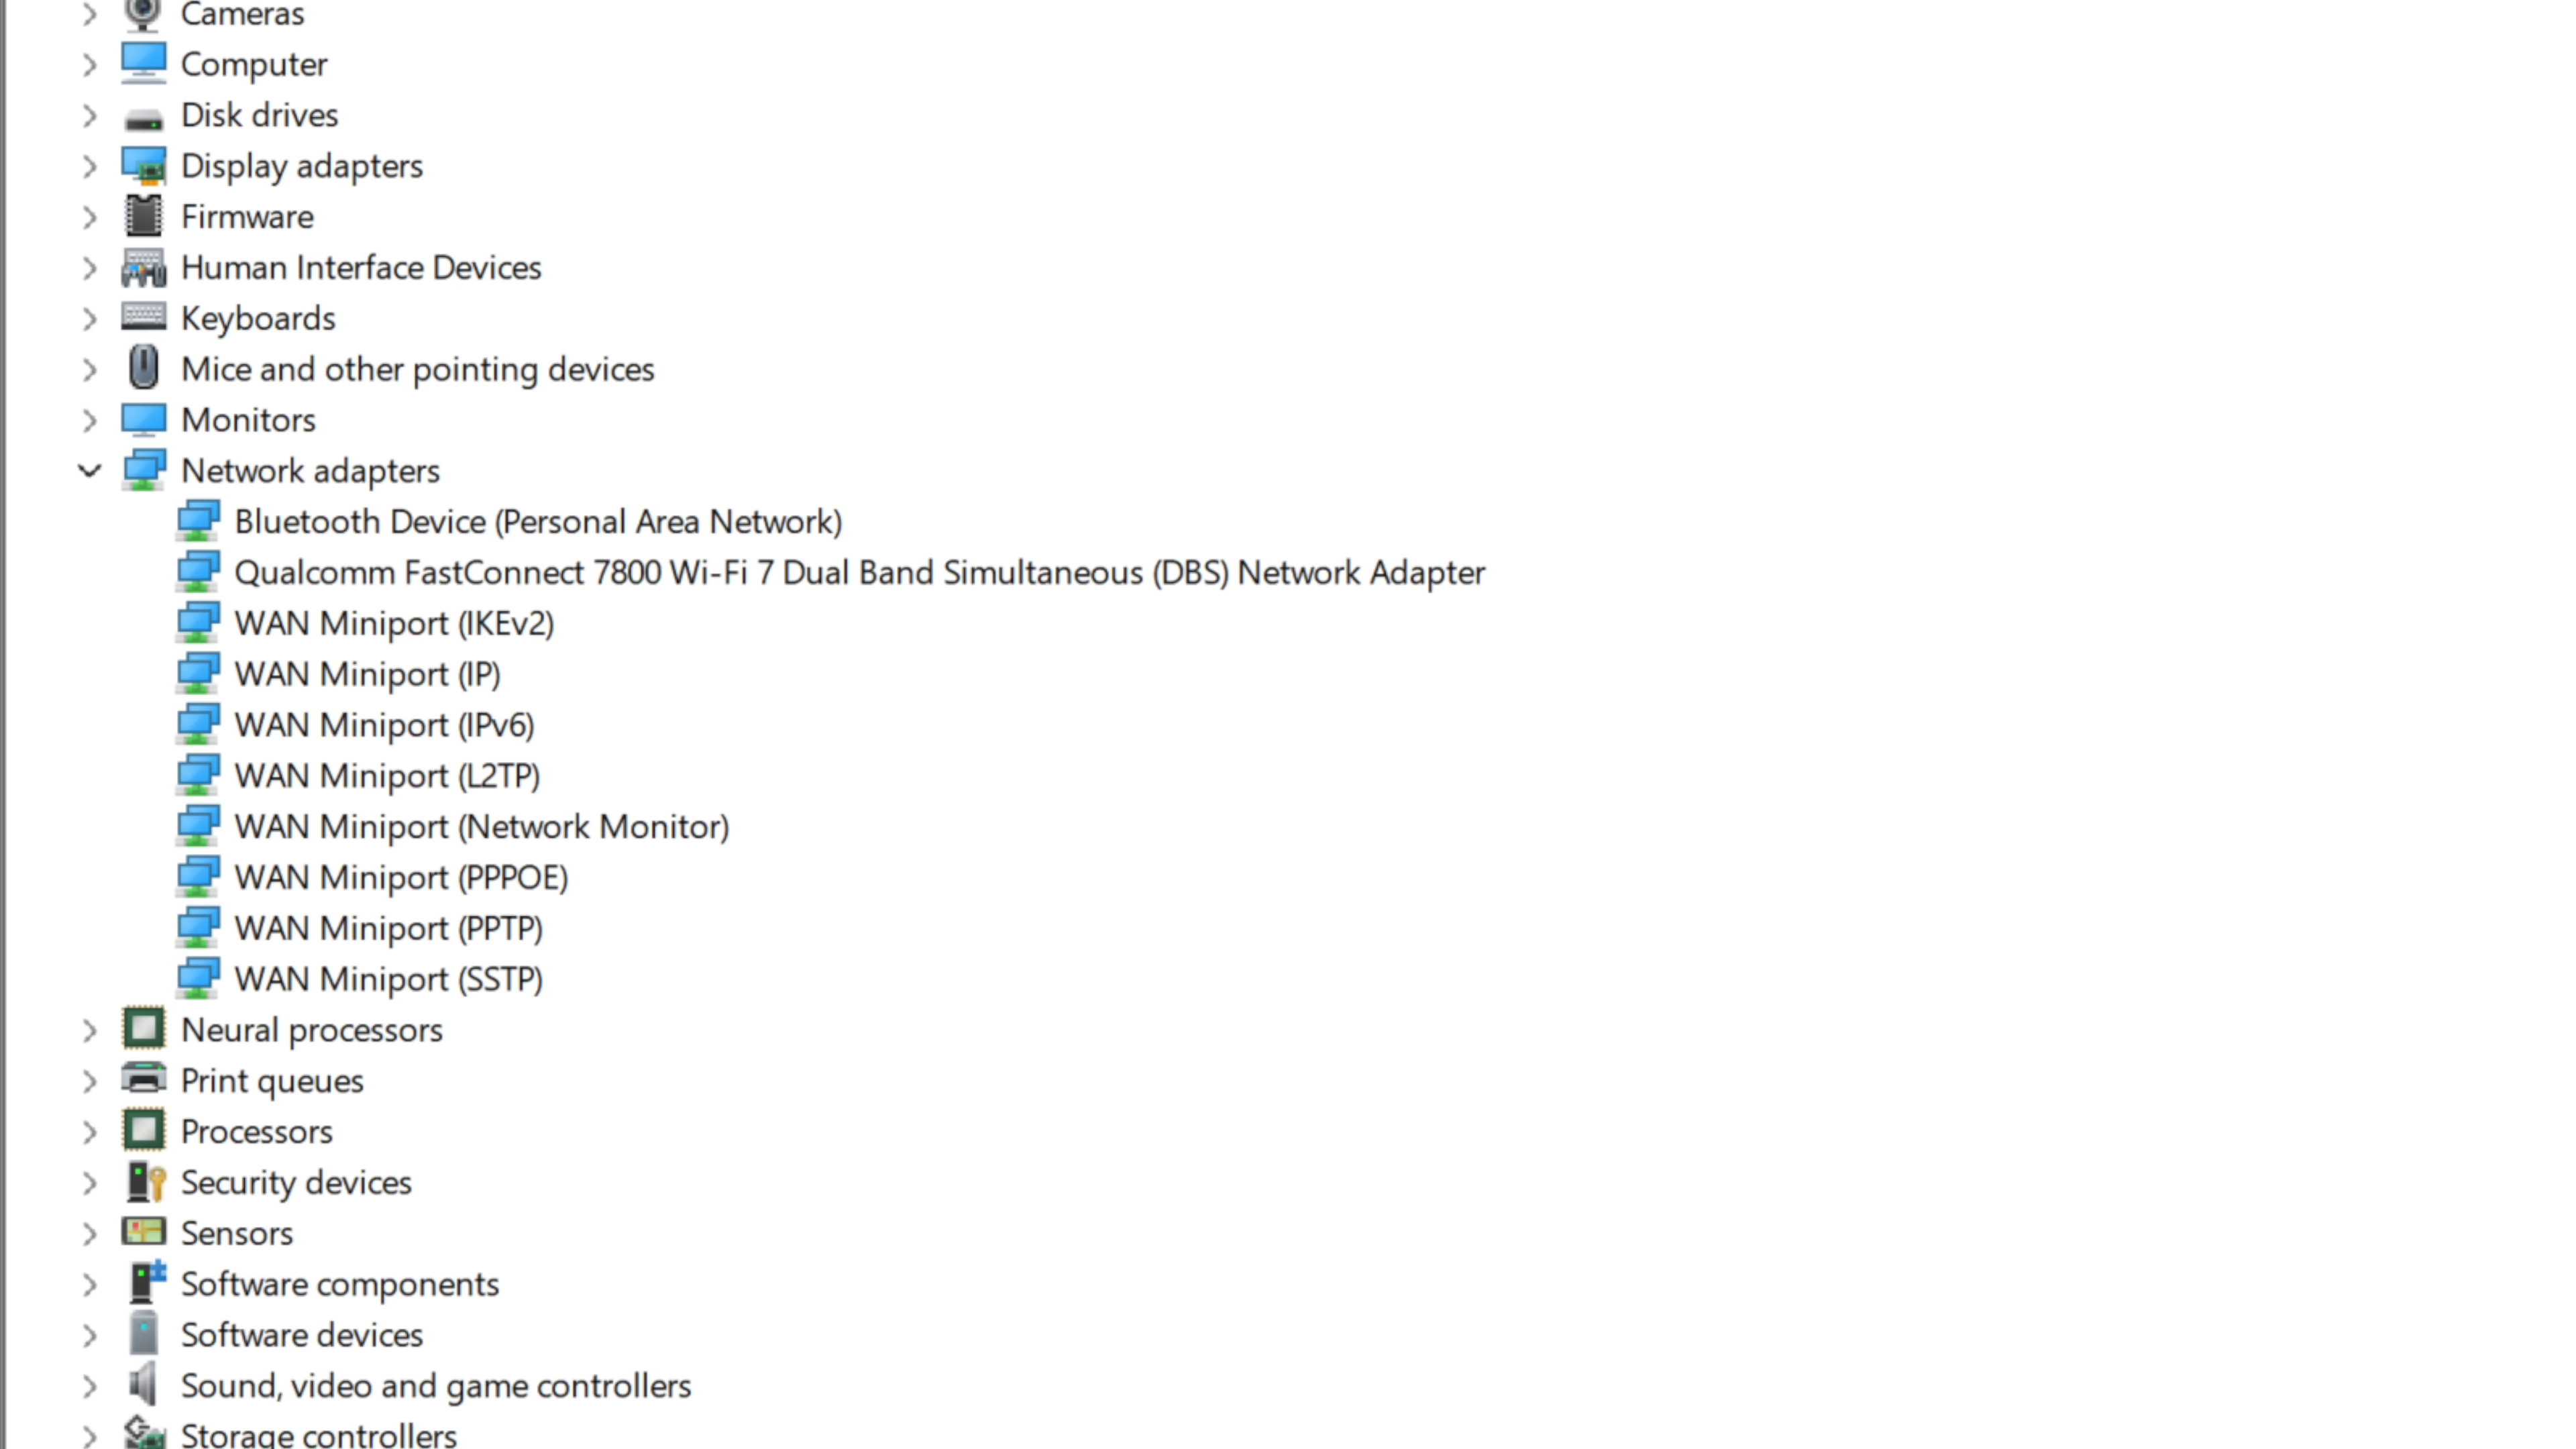 Cameras
Computer
Disk drives
Display adapters
Firmware
Human Interface Devices
Keyboards
Mice and other pointing devices
Monitors
Network adapters
Bluetooth Device (Personal Area Network)
Qualcomm FastConnect 7800 Wi-Fi 7 Dual Band Simultaneous (DBS) Network Adapter
WAN Miniport (IKEv2)
WAN Miniport (IP)
WAN Miniport (IPv6)
WAN Miniport (L2TP)
WAN Miniport (Network Monitor)
WAN Miniport (PPPOE)
WAN Miniport (PPTP)
WAN Miniport (SSTP)
Neural processors
Print queues
Processors
Security devices
Sensors
Software components
Software devices
Sound, video and game controllers
Storage controllers